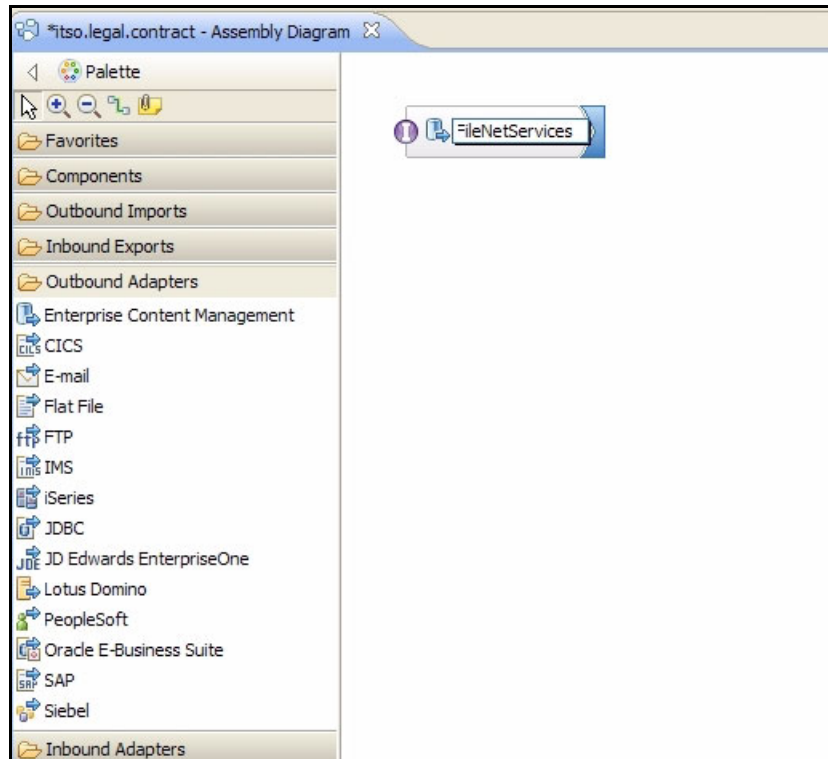 *itso.legal.contract - Assembly Diagram
Palette
Favorites
Components
Outbound Imports
Inbound Exports
Outbound Adapters
Enterprise Content Management
CICS
E-mail
Flat File
FTP
IMS
iSeries
JDBC
JD Edwards EnterpriseOne
Lotus Domino
PeopleSoft
Oracle E-Business Suite
SAP
Siebel
Inbound Adapters
FileNetServices